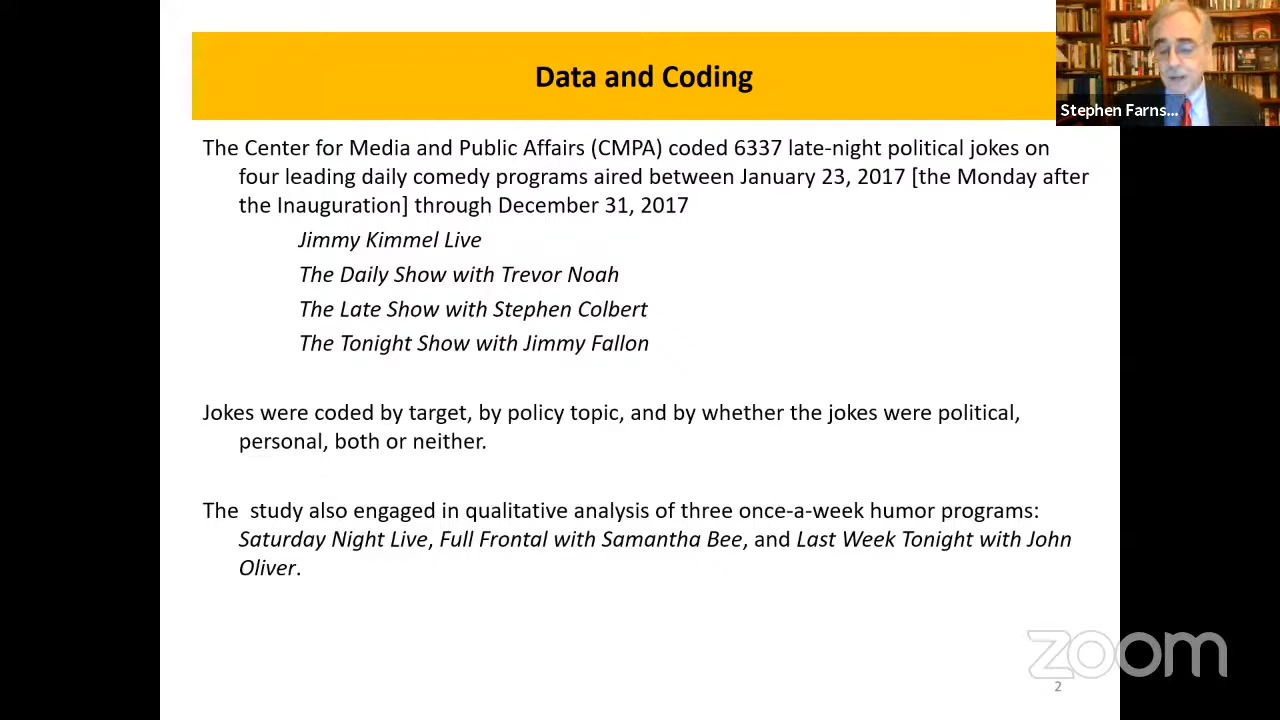 Data and Coding
Stephen Farns...
The Center for Media and Public Affairs (CMPA) coded 6337 late-night political jokes on
four leading daily comedy programs aired between January 23, 2017 [the Monday after
the Inauguration] through December 31, 2017
Jimmy Kimmel Live
The Daily Show with Trevor Noah
The Late Show with Stephen Colbert
The Tonight Show with Jimmy Fallon
Jokes were coded by target, by policy topic, and by whether the jokes were political,
personal, both or neither.
The study also engaged in qualitative analysis of three once-a-week humor programs:
Saturday Night Live, Full Frontal with Samantha Bee, and Last Week Tonight with John
Oliver.
zoom
2